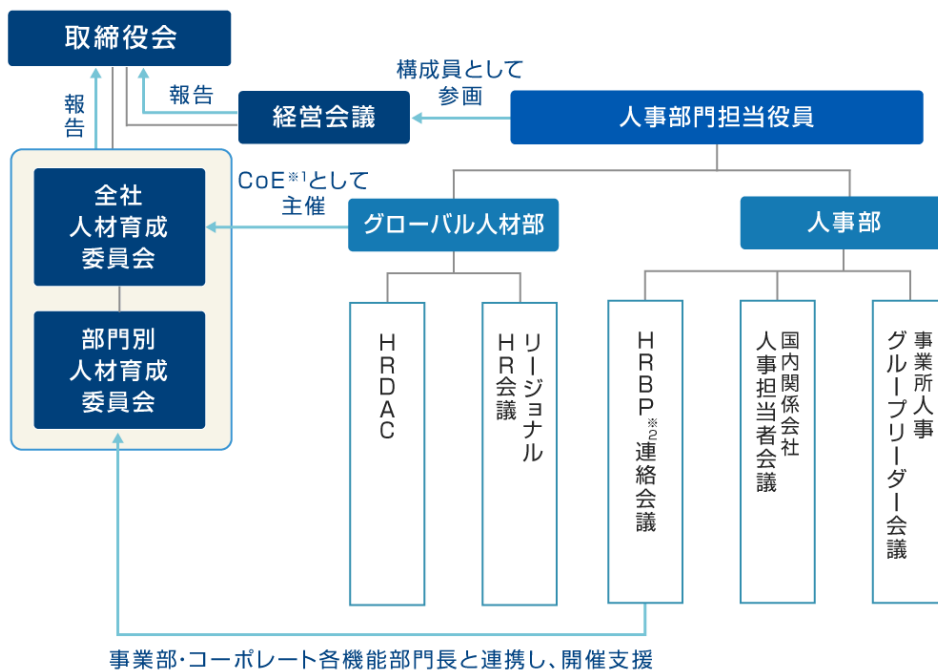 取締役会
報告
報告
経営会議
構成員として
参画
人事部門担当役員
全社
人材育成
委員会
CoE※1として
主催
グローバル人材部
人事部
部門別
人材育成
委員会
HRDAC
リージョナル
HR会議
HRBP※2連絡会議
国内関係会社
人事担当者会議
事業所人事
グループリーダー会議
事業部・コーポレート各機能部門長と連携し、開催支援